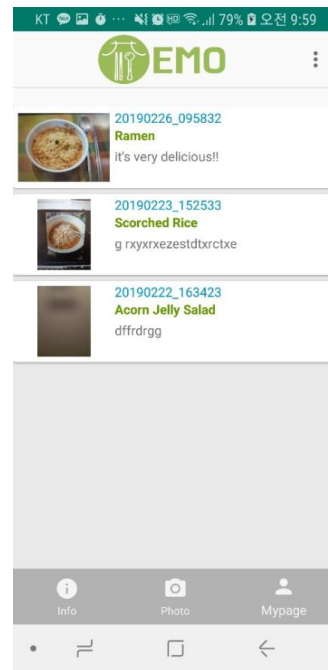 KT 79% 오전 9:59
EMO
20190226_095832
Ramen
it's very delicious!!
20190223_152533
Scorched Rice
g rxyxrxezestdtxrctxe
20190222_163423
Acorn Jelly Salad
dffrdrgg
Info Photo Mypage